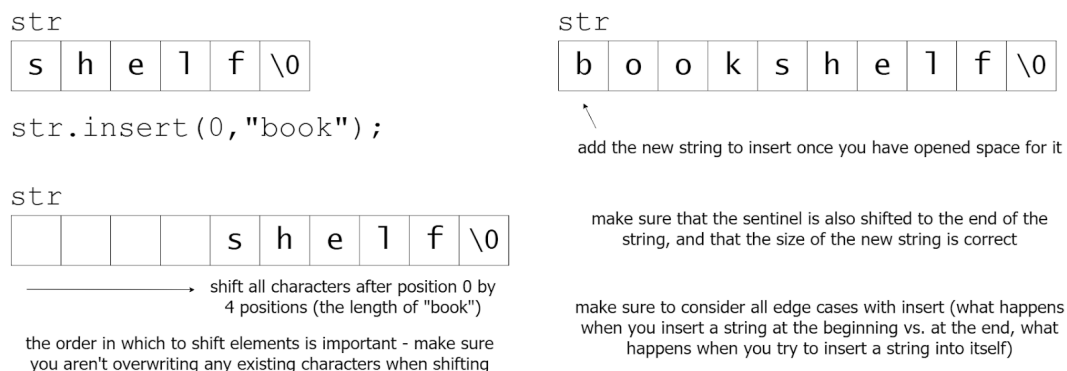 str
s h e l f \0
str.insert(0,"book");
str
s h e l f \0
shift all characters after position 0 by
4 positions (the length of "book")
the order in which to shift elements is important - make sure
you aren't overwriting any existing characters when shifting
str
b o o k s h e l f \0
add the new string to insert once you have opened space for it
make sure that the sentinel is also shifted to the end of the
string, and that the size of the new string is correct
make sure to consider all edge cases with insert (what happens
when you insert a string at the beginning vs. at the end, what
happens when you try to insert a string into itself)